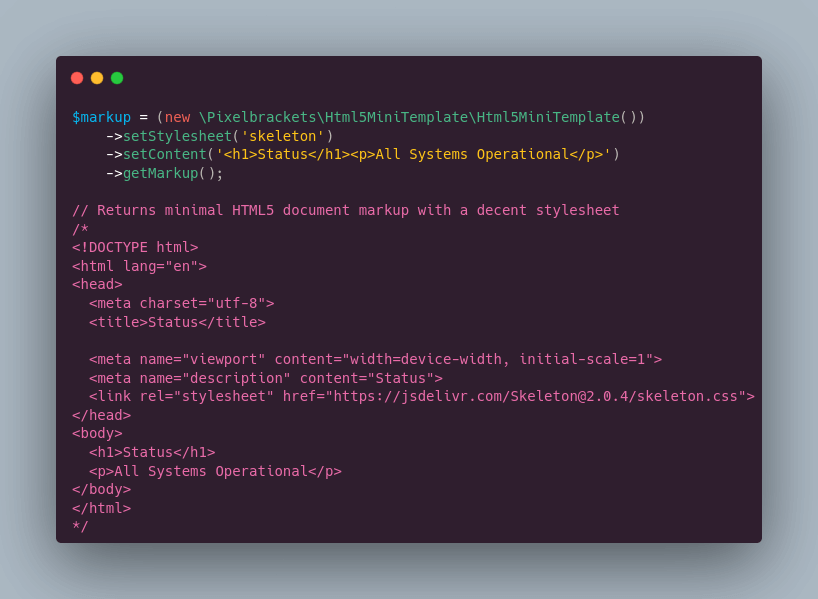 $markup = (new \Pixelbrackets\Html5MiniTemplate\Html5MiniTemplate())
    ->setStylesheet('skeleton')
    ->setContent('<h1>Status</h1><p>All Systems Operational</p>')
    ->getMarkup();

// Returns minimal HTML5 document markup with a decent stylesheet
/*
<!DOCTYPE html>
<html lang="en">
<head>
  <meta charset="utf-8">
  <title>Status</title>

  <meta name="viewport" content="width=device-width, initial-scale=1">
  <meta name="description" content="Status">
  <link rel="stylesheet" href="https://jsdelivr.com/Skeleton@2.0.4/skeleton.css">
</head>
<body>
  <h1>Status</h1>
  <p>All Systems Operational</p>
</body>
</html>
*/